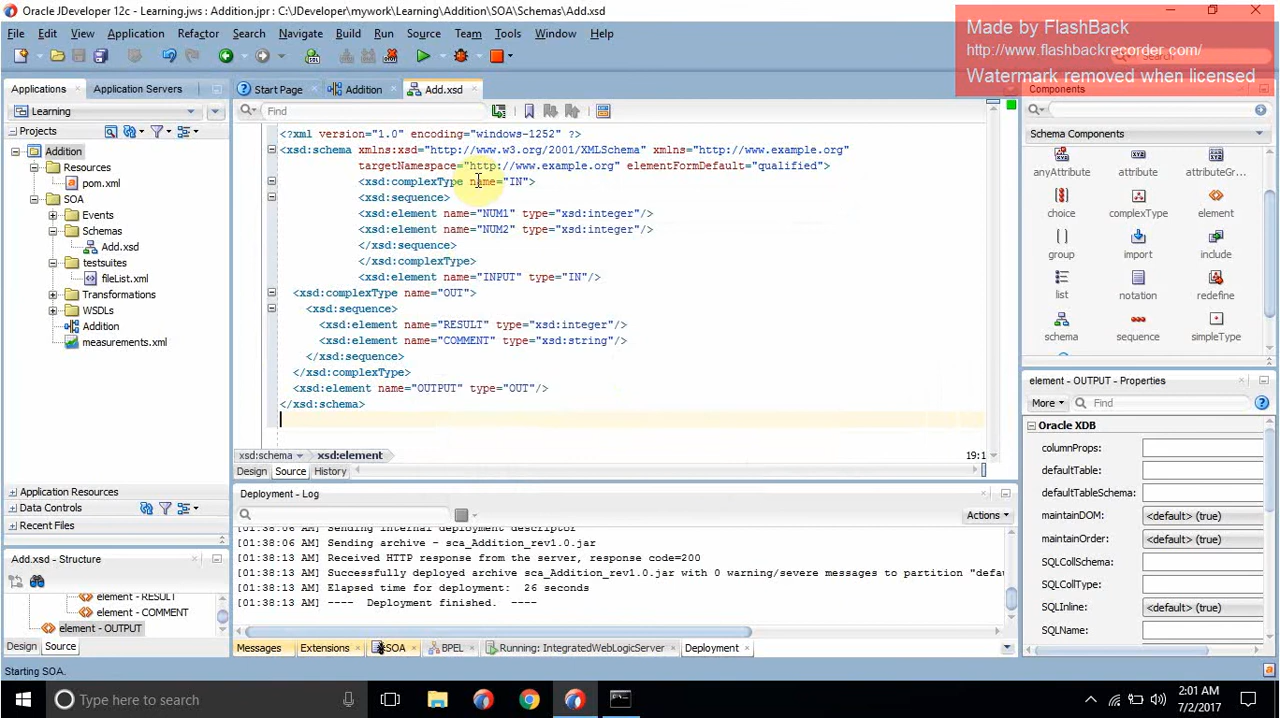 Oracle JDeveloper 12c - Learning.jws : Addition.jpr : C:\JDeveloper\mywork\Learning\Addition\SOA\Schemas\Add.xsd
Made by FlashBack
http://www.flashbackrecorder.com/
Watermark removed when licensed
File Edit View Application Refactor Search Navigate Build Run Source Team Tools Window Help
Search
Applications Application Servers
Start Page Addition Add.xsd
Components
Learning
Find
Projects
Schema Components
Addition
Resources
pom.xml
SOA
Events
Schemas
Add.xsd
testsuites
fileList.xml
Transformations
WSDLs
Addition
measurements.xml
<?xml version="1.0" encoding="windows-1252" ?>
<xsd:schema xmlns:xsd="http://www.w3.org/2001/XMLSchema" xmlns="http://www.example.org"
targetNamespace="http://www.example.org" elementFormDefault="qualified">
<xsd:complexType name="IN">
<xsd:sequence>
<xsd:element name="NUM1" type="xsd:integer"/>
<xsd:element name="NUM2" type="xsd:integer"/>
</xsd:sequence>
</xsd:complexType>
<xsd:element name="INPUT" type="IN"/>
<xsd:complexType name="OUT">
<xsd:sequence>
<xsd:element name="RESULT" type="xsd:integer"/>
<xsd:element name="COMMENT" type="xsd:string"/>
</xsd:sequence>
</xsd:complexType>
<xsd:element name="OUTPUT" type="OUT"/>
</xsd:schema>
xsd:schema xsd:element
19:1
Design Source History
anyAttribute attribute attributeGr...
choice complexType element
group import include
list notation redefine
schema sequence simpleType
element - OUTPUT - Properties
More Find
Oracle XDB
columnProps:
defaultTable:
defaultTableSchema:
maintainDOM: <default> (true)
maintainOrder: <default> (true)
SQLCollSchema:
SQLCollType:
SQLInline: <default> (true)
SQLName:
Application Resources
Data Controls
Recent Files
Add.xsd - Structure
element - RESULT
element - COMMENT
element - OUTPUT
Design Source
Deployment - Log
Actions
[01:38:06 AM] Sending internal deployment descriptor
[01:38:06 AM] Sending archive - sca_Addition_rev1.0.jar
[01:38:13 AM] Received HTTP response from the server, response code=200
[01:38:13 AM] Successfully deployed archive sca_Addition_rev1.0.jar with 0 warning/severe messages to partition "defau
[01:38:13 AM] Elapsed time for deployment: 26 seconds
[01:38:13 AM] ---- Deployment finished. ----
Messages Extensions SOA BPEL Running: IntegratedWebLogicServer Deployment
Starting SOA.
Type here to search
2:01 AM
7/2/2017